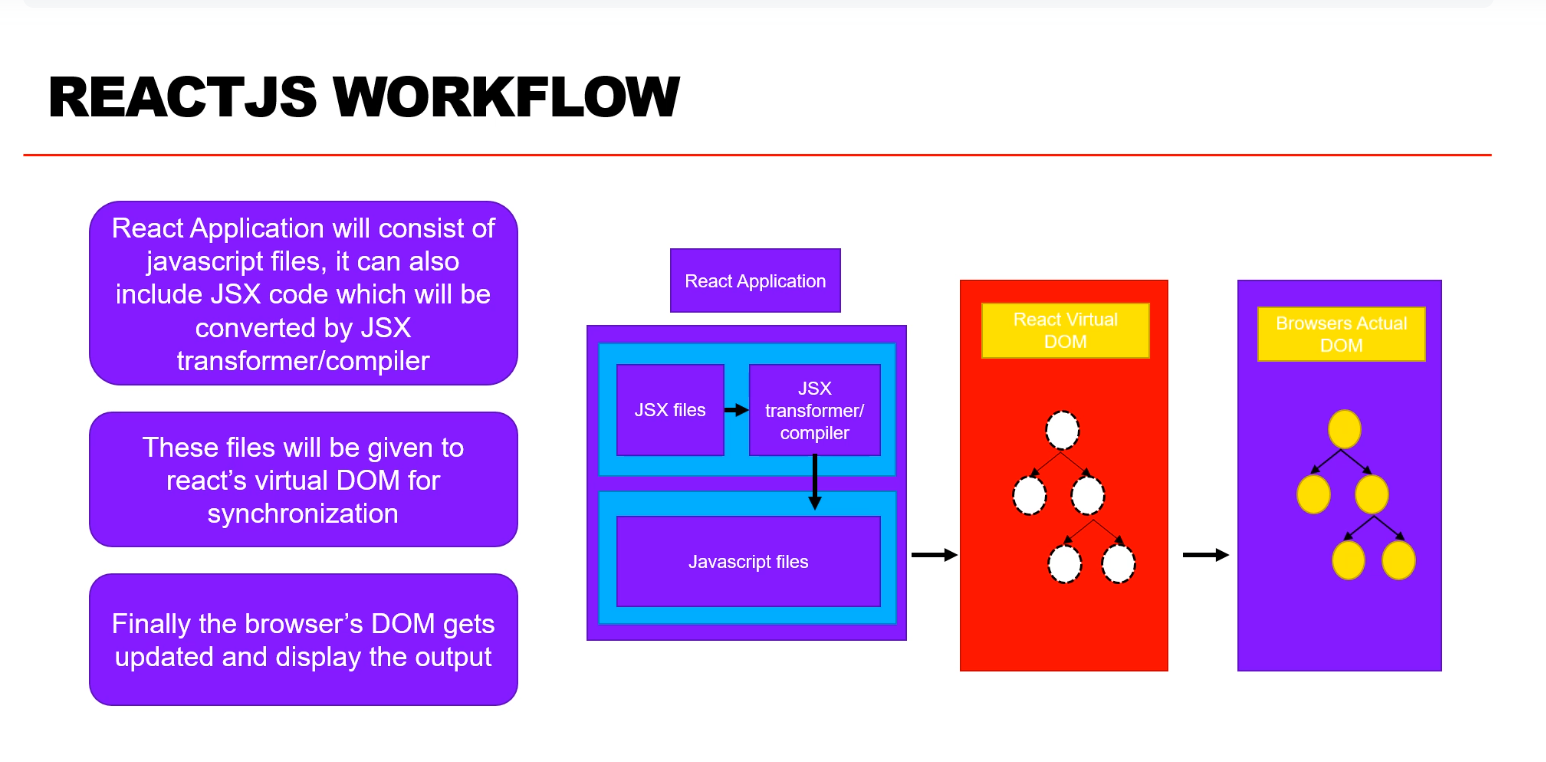 REACTJS WORKFLOW
React Application will consist of
javascript files, it can also
include JSX code which will be
converted by JSX
transformer/compiler
These files will be given to
react’s virtual DOM for
synchronization
Finally the browser’s DOM gets
updated and display the output
React Application
JSX files
JSX
transformer/
compiler
Javascript files
React Virtual
DOM
Browsers Actual
DOM